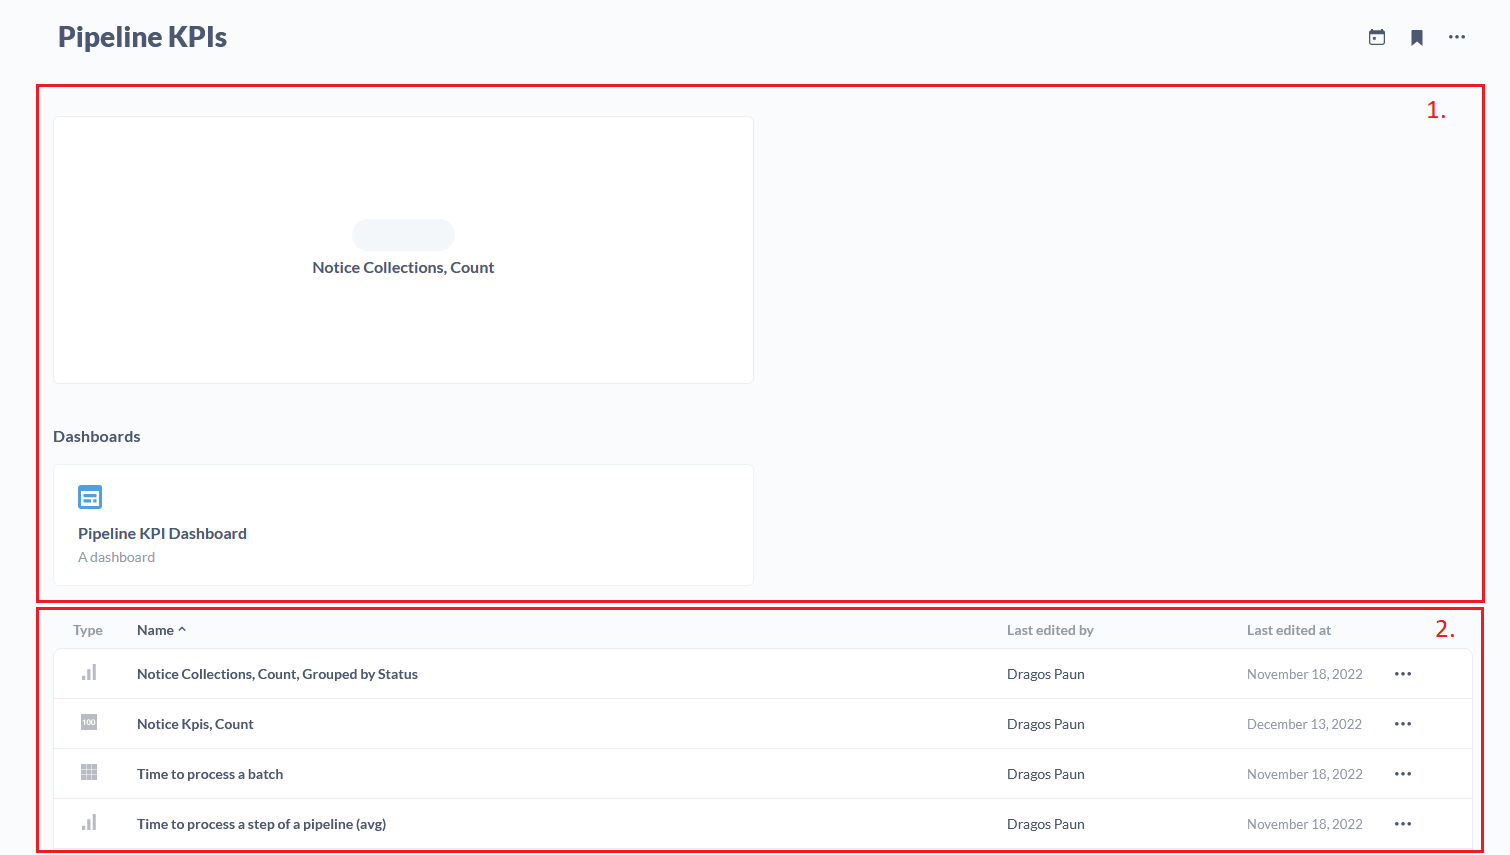 Pipeline KPIs
1.
Notice Collections, Count
Dashboards
Pipeline KPI Dashboard
A dashboard
2.
Type Name Last edited by Last edited at
Notice Collections, Count, Grouped by Status Dragos Paun November 18, 2022
100 Notice Kpis, Count Dragos Paun December 13, 2022
Time to process a batch Dragos Paun November 18, 2022
Time to process a step of a pipeline (avg) Dragos Paun November 18, 2022